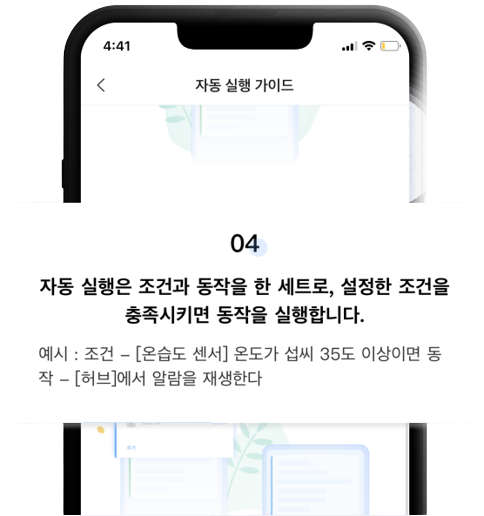 4:41
자동 실행 가이드
04
자동 실행은 조건과 동작을 한 세트로, 설정한 조건을
충족시키면 동작을 실행합니다.
예시 : 조건 – [온습도 센서] 온도가 섭씨 35도 이상이면 동
작 – [허브]에서 알람을 재생한다